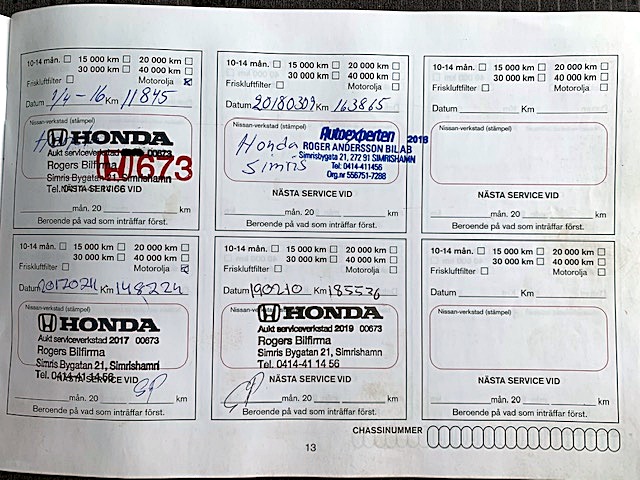 10-14 mån. 15 000 km 20 000 km
30 000 km 40 000 km
Friskluftfilter Motorolja
Datum 1/4-16 Km 11845
Nissan-verkstad (stämpel)
HONDA
Aukt serviceverkstad 00673
H 1673
Rogers Bilfirma
Simris Bygatan 21, Simrishamn
NÄSTA SERVICE VID
mån. 20 km
Beroende på vad som inträffar först.
10-14 mån. 15 000 km 20 000 km
30 000 km 40 000 km
Friskluftfilter Motorolja
Datum 20180309 Km 163865
Nissan-verkstad (stämpel)
Honda
Simris
Autoexperten 2018
ROGER ANDERSSON BILAB
Simrisbygata 21, 272 91 SIMRISHAMN
Tel: 0414-411456
Org.nr 556751-7288
NÄSTA SERVICE VID
mån. 20 km
Beroende på vad som inträffar först.
10-14 mån. 15 000 km 20 000 km
30 000 km 40 000 km
Friskluftfilter Motorolja
Datum Km
Nissan-verkstad (stämpel)
NÄSTA SERVICE VID
mån. 20 km
Beroende på vad som inträffar först.
10-14 mån. 15 000 km 20 000 km
30 000 km 40 000 km
Friskluftfilter Motorolja
Datum Km 148224
Nissan-verkstad (stämpel)
HONDA
Aukt serviceverkstad 2017 00673
Rogers Bilfirma
Simris Bygatan 21, Simrishamn
Tel. 0414-41 14 56
NÄSTA SERVICE VID
mån. 20 km
Beroende på vad som inträffar först.
10-14 mån. 15 000 km 20 000 km
30 000 km 40 000 km
Friskluftfilter Motorolja
Datum 190210 Km 185536
Nissan-verkstad (stämpel)
HONDA
Aukt serviceverkstad 2019 00673
Rogers Bilfirma
Simris Bygatan 21, Simrishamn
Tel. 0414-41 14 56
NÄSTA SERVICE VID
mån. 20 km
Beroende på vad som inträffar först.
10-14 mån. 15 000 km 20 000 km
30 000 km 40 000 km
Friskluftfilter Motorolja
Datum Km
Nissan-verkstad (stämpel)
NÄSTA SERVICE VID
mån. 20 km
Beroende på vad som inträffar först.
CHASSINUMMER
13